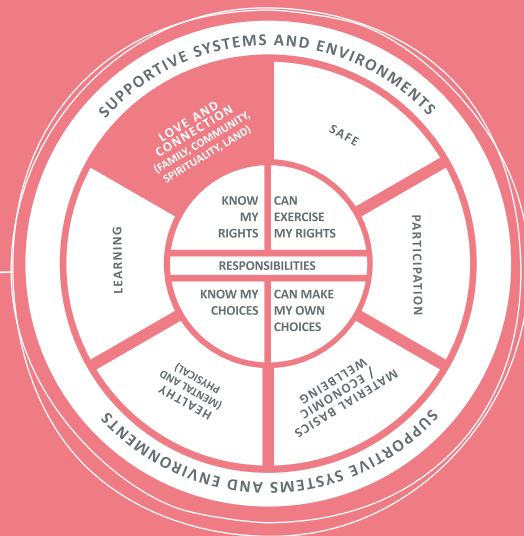 SUPPORTIVE SYSTEMS AND ENVIRONMENTS
LOVE AND
CONNECTION
(FAMILY, COMMUNITY,
SPIRITUALITY, LAND)
SAFE
KNOW
MY
RIGHTS
CAN
EXERCISE
MY RIGHTS
LEARNING
PARTICIPATION
RESPONSIBILITIES
KNOW MY
CHOICES
CAN MAKE
MY OWN
CHOICES
HEALTHY
(MENTAL AND
PHYSICAL)
MATERIAL BASICS
/ ECONOMIC
WELLBEING
SUPPORTIVE SYSTEMS AND ENVIRONMENTS